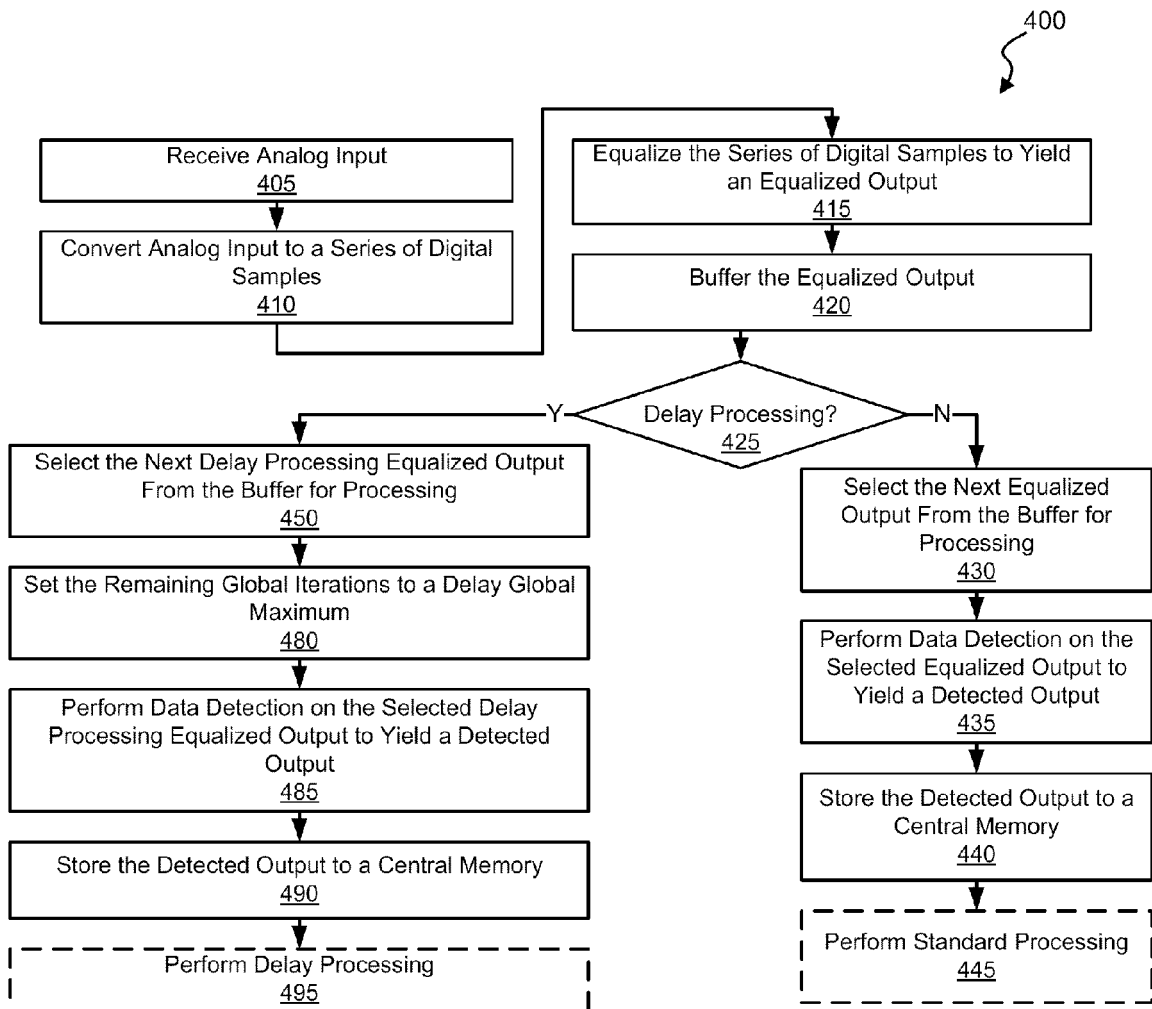 400
Receive Analog Input
405
Convert Analog Input to a Series of Digital
Samples
410
Equalize the Series of Digital Samples to Yield
an Equalized Output
415
Buffer the Equalized Output
420
Delay Processing?
425
Y
N
Select the Next Delay Processing Equalized Output
From the Buffer for Processing
450
Set the Remaining Global Iterations to a Delay Global
Maximum
480
Perform Data Detection on the Selected Delay
Processing Equalized Output to Yield a Detected
Output
485
Store the Detected Output to a Central Memory
490
Perform Delay Processing
495
Select the Next Equalized
Output From the Buffer for
Processing
430
Perform Data Detection on the
Selected Equalized Output to
Yield a Detected Output
435
Store the Detected Output to a
Central Memory
440
Perform Standard Processing
445